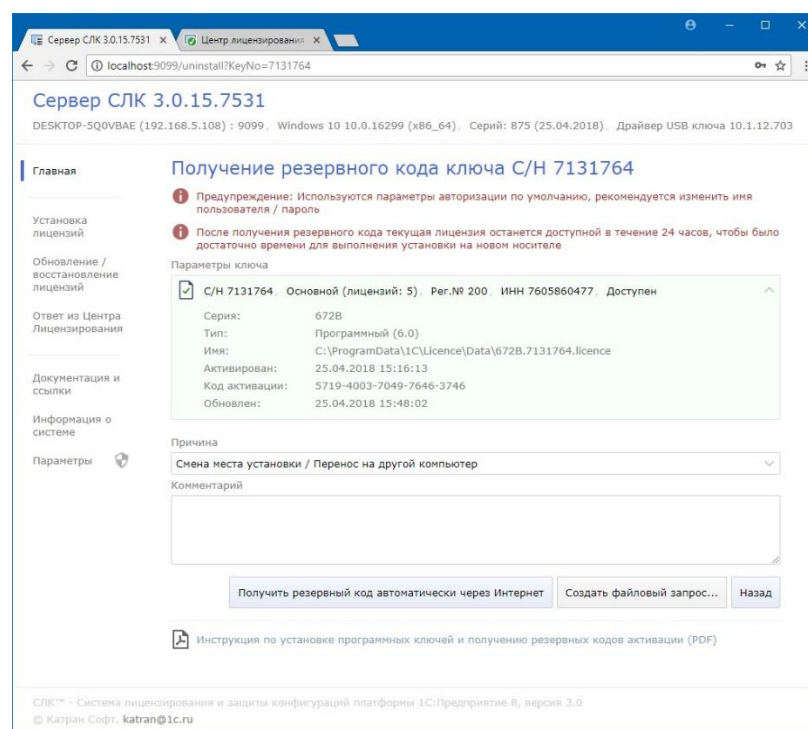 Сервер СЛК 3.0.15.7531
Центр лицензирования
localhost:9099/uninstall?KeyNo=7131764
Сервер СЛК 3.0.15.7531
DESKTOP-5Q0VBAE (192.168.5.108) : 9099, Windows 10 10.0.16299 (x86_64), Серий: 875 (25.04.2018), Драйвер USB ключа 10.1.12.703
Главная
Установка
лицензий
Обновление /
восстановление
лицензий
Ответ из Центра
Лицензирования
Документация и
ссылки
Информация о
системе
Параметры
Получение резервного кода ключа С/Н 7131764
Предупреждение: Используются параметры авторизации по умолчанию, рекомендуется изменить имя
пользователя / пароль
После получения резервного кода текущая лицензия останется доступной в течение 24 часов, чтобы было
достаточно времени для выполнения установки на новом носителе
Параметры ключа
С/Н 7131764, Основной (лицензий: 5), Рег.№ 200, ИНН 7605860477, Доступен
Серия: 672B
Тип: Программный (6.0)
Имя: C:\ProgramData\1C\Licence\Data\672B.7131764.licence
Активирован: 25.04.2018 15:16:13
Код активации: 5719-4003-7049-7646-3746
Обновлен: 25.04.2018 15:48:02
Причина
Смена места установки / Перенос на другой компьютер
Комментарий
Получить резервный код автоматически через Интернет
Создать файловый запрос...
Назад
Инструкция по установке программных ключей и получению резервных кодов активации (PDF)
СЛК™ - Система лицензирования и защиты конфигураций платформы 1С:Предприятие 8, версия 3.0
© Катран Софт, katran@1c.ru